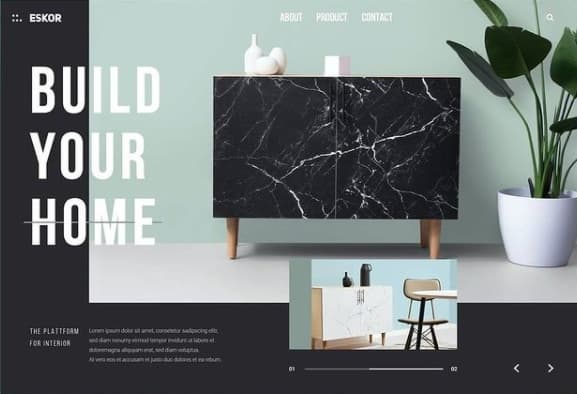 ESKOR
ABOUT PRODUCT CONTACT
BUILD
YOUR
HOME
THE PLATTFORM
FOR INTERIOR
Lorem ipsum dolor sit amet, consetetur sadipscing elitr,
sed diam nonumy eirmod tempor invidunt ut labore et
doloremagna aliquyam erat, sed diam voluptua.
At vero eos et accusam et justo duo dolores et ea rebum.
01
02